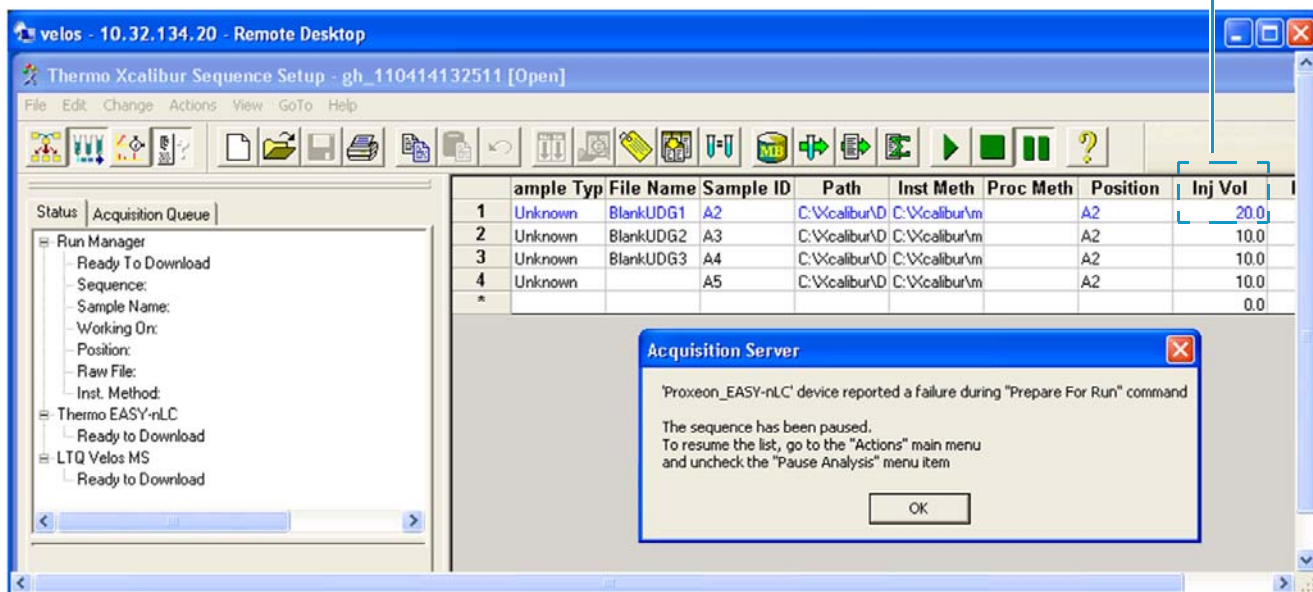 velos - 10.32.134.20 - Remote Desktop
Thermo Xcalibur Sequence Setup - gh_110414132511 [Open]
File Edit Change Actions View GoTo Help
Status Acquisition Queue
Run Manager
Ready To Download
Sequence:
Sample Name:
Working On:
Position:
Raw File:
Inst. Method:
Thermo EASY-nLC
Ready to Download
LTQ Velos MS
Ready to Download
ample Typ File Name Sample ID Path Inst Meth Proc Meth Position Inj Vol
1 Unknown BlankUDG1 A2 C:\Xcalibur\D C:\Xcalibur\m A2 20.0
2 Unknown BlankUDG2 A3 C:\Xcalibur\D C:\Xcalibur\m A2 10.0
3 Unknown BlankUDG3 A4 C:\Xcalibur\D C:\Xcalibur\m A2 10.0
4 Unknown A5 C:\Xcalibur\D C:\Xcalibur\m A2 10.0
* 0.0
Acquisition Server
'Proxeon_EASY-nLC' device reported a failure during "Prepare For Run" command
The sequence has been paused.
To resume the list, go to the "Actions" main menu
and uncheck the "Pause Analysis" menu item
OK